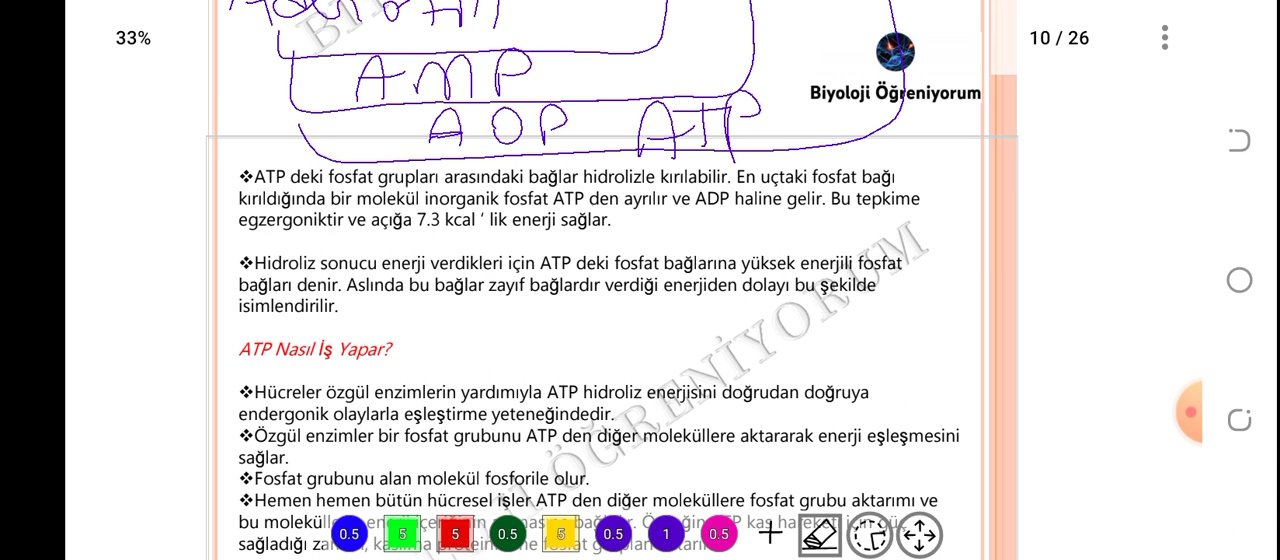 33%
10 / 26
AMP
ADP ATP
Biyoloji Öğreniyorum
❖ATP deki fosfat grupları arasındaki bağlar hidrolizle kırılabilir. En uçtaki fosfat bağı
kırıldığında bir molekül inorganik fosfat ATP den ayrılır ve ADP haline gelir. Bu tepkime
egzergoniktir ve açığa 7.3 kcal ' lik enerji sağlar.
❖Hidroliz sonucu enerji verdikleri için ATP deki fosfat bağlarına yüksek enerjili fosfat
bağları denir. Aslında bu bağlar zayıf bağlardır verdiği enerjiden dolayı bu şekilde
isimlendirilir.
ATP Nasıl İş Yapar?
❖Hücreler özgül enzimlerin yardımıyla ATP hidroliz enerjisini doğrudan doğruya
endergonik olaylarla eşleştirme yeteneğindedir.
❖Özgül enzimler bir fosfat grubunu ATP den diğer moleküllere aktararak enerji eşleşmesini
sağlar.
❖Fosfat grubunu alan molekül fosforile olur.
❖Hemen hemen bütün hücresel işler ATP den diğer moleküllere fosfat grubu aktarımı ve
bu
sağladığı
ÖĞRENİYORUM
0.5 5 5 0.5 5 0.5 1 0.5